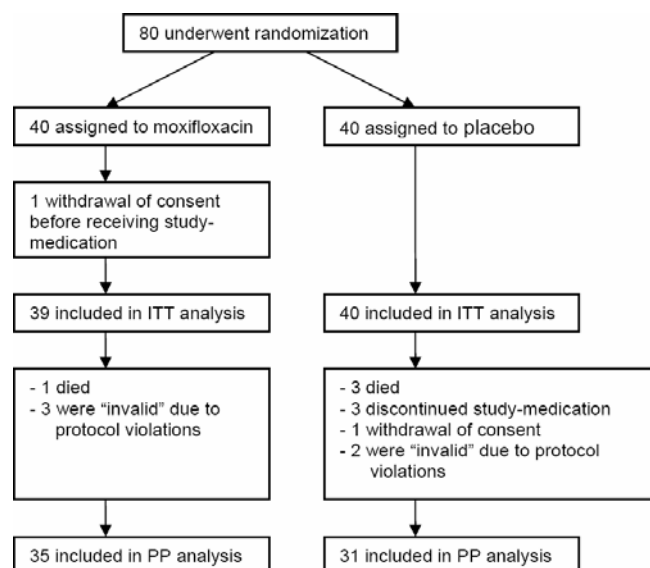 80 underwent randomization
40 assigned to moxifloxacin
40 assigned to placebo
1 withdrawal of consent
before receiving study-
medication
39 included in ITT analysis
40 included in ITT analysis
- 1 died
- 3 were “invalid” due to
protocol violations
- 3 died
- 3 discontinued study-medication
- 1 withdrawal of consent
- 2 were “invalid” due to protocol
violations
35 included in PP analysis
31 included in PP analysis